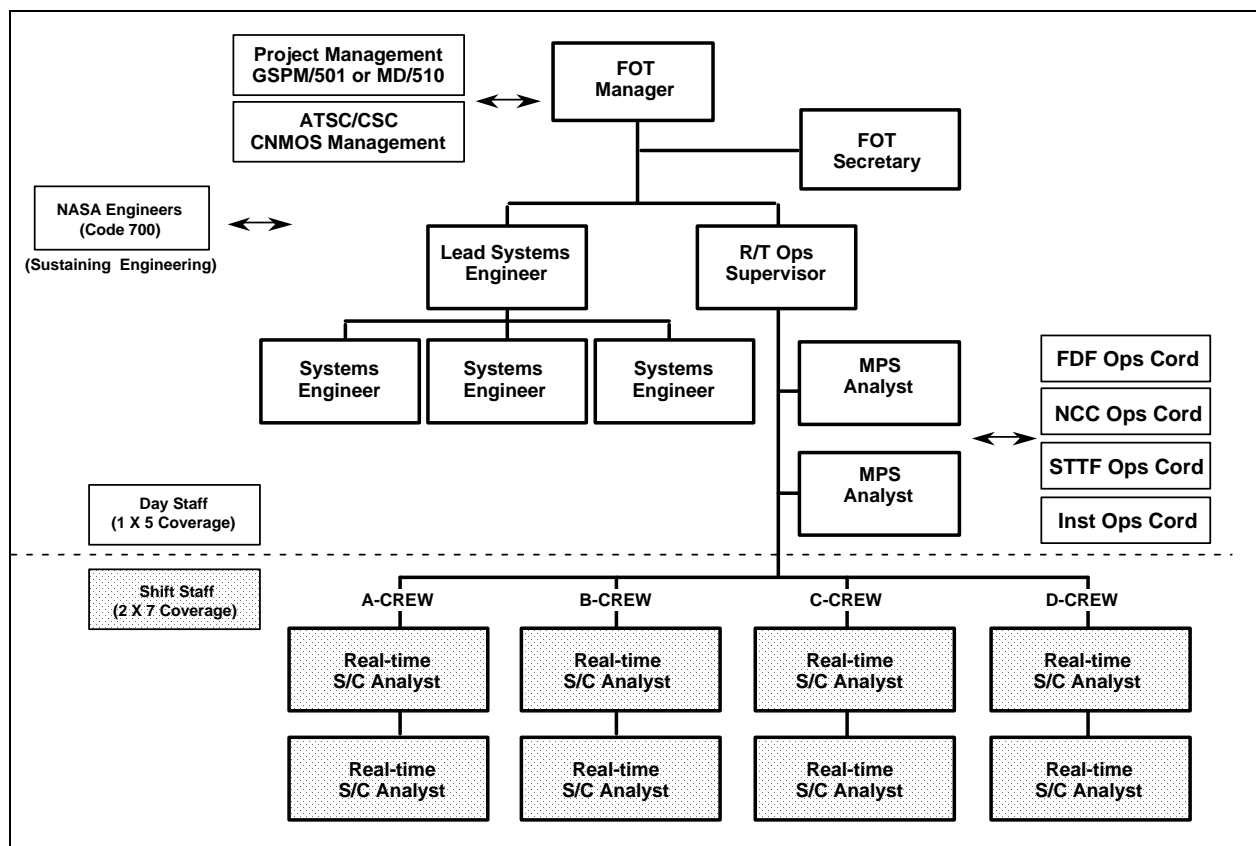 Project Management
GSPM/501 or MD/510
ATSC/CSC
CNMOS Management
FOT
Manager
FOT
Secretary
NASA Engineers
(Code 700)
(Sustaining Engineering)
Lead Systems
Engineer
R/T Ops
Supervisor
Systems
Engineer
Systems
Engineer
Systems
Engineer
MPS
Analyst
MPS
Analyst
FDF Ops Cord
NCC Ops Cord
STTF Ops Cord
Inst Ops Cord
Day Staff
(1 X 5 Coverage)
Shift Staff
(2 X 7 Coverage)
A-CREW
B-CREW
C-CREW
D-CREW
Real-time
S/C Analyst
Real-time
S/C Analyst
Real-time
S/C Analyst
Real-time
S/C Analyst
Real-time
S/C Analyst
Real-time
S/C Analyst
Real-time
S/C Analyst
Real-time
S/C Analyst